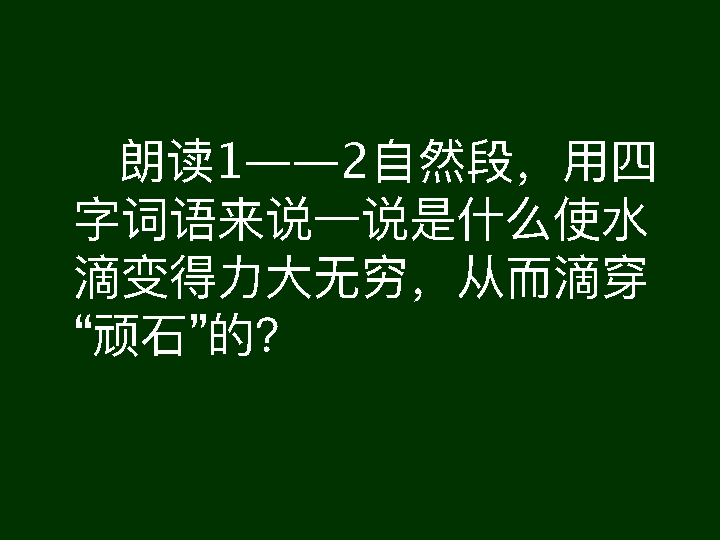 朗读1——2自然段，用四
字词语来说一说是什么使水
滴变得力大无穷，从而滴穿
“顽石”的？